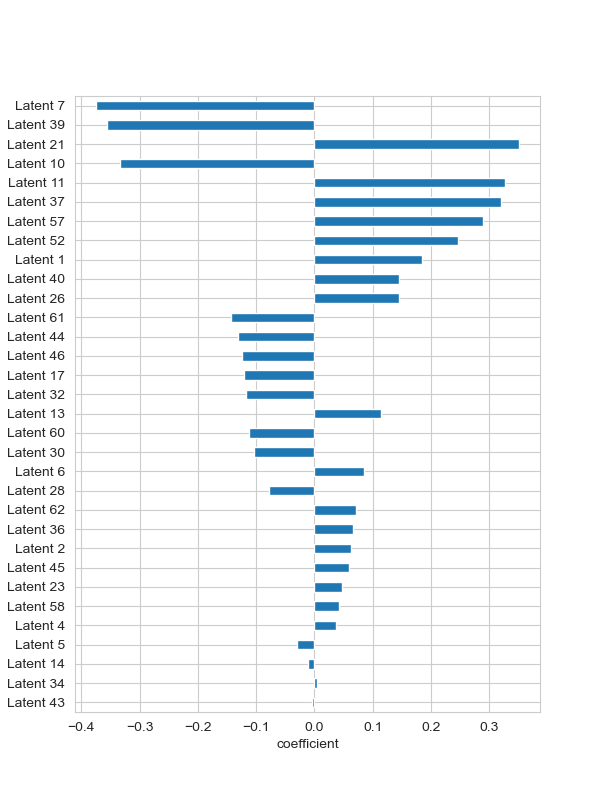 Latent 7
Latent 39
Latent 21
Latent 10
Latent 11
Latent 37
Latent 57
Latent 52
Latent 1
Latent 40
Latent 26
Latent 61
Latent 44
Latent 46
Latent 17
Latent 32
Latent 13
Latent 60
Latent 30
Latent 6
Latent 28
Latent 62
Latent 36
Latent 2
Latent 45
Latent 23
Latent 58
Latent 4
Latent 5
Latent 14
Latent 34
Latent 43
−0.4 −0.3 −0.2 −0.1 0.0 0.1 0.2 0.3
coefficient